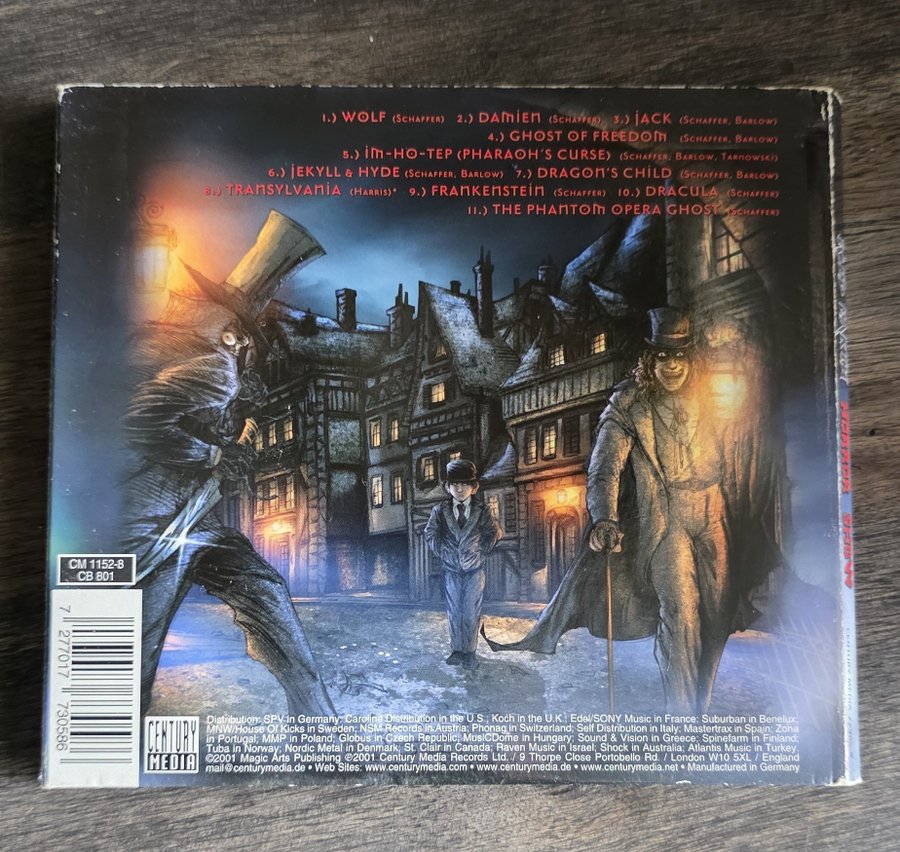 1.) WOLF (SCHAFFER) 2.) DAMIEN (SCHAFFER) 3.) JACK (SCHAFFER, BARLOW)
4.) GHOST OF FREEDOM (SCHAFFER, BARLOW)
5.) IM-HO-TEP (PHARAOH'S CURSE) (SCHAFFER, BARLOW, TARNOWSKI)
6.) JEKYLL & HYDE (SCHAFFER, BARLOW) 7.) DRAGON'S CHILD (SCHAFFER, BARLOW)
8.) TRANSYLVANIA (HARRIS)* 9.) FRANKENSTEIN (SCHAFFER) 10.) DRACULA (SCHAFFER)
11.) THE PHANTOM OPERA GHOST (SCHAFFER)
CM 1152-8
CB 801
7 277017 730586
CENTURY
MEDIA
Distribution: SPV in Germany; Caroline Distribution in the U.S.; Koch in the U.K.; Edel/SONY Music in France; Suburban in Benelux;
MNW/House Of Kicks in Sweden; NSM Records in Austria; Phonag in Switzerland; Self Distribution in Italy; Mastertrax in Spain; Zona
in Portugal; MMP in Poland; Globus in Czech Republic; MusiCDome in Hungary; Sound & Vision in Greece; Spinefarm in Finland;
Tuba in Norway; Nordic Metal in Denmark; St. Clair in Canada; Raven Music in Israel; Shock in Australia; Atlantis Music in Turkey.
©2001 Magic Arts Publishing ©2001 Century Media Records Ltd. / 9 Thorpe Close Portobello Rd. / London W10 5XL / England
mail@centurymedia.de • Web Sites: www.centurymedia.com • www.centurymedia.de • www.centurymedia.net • Manufactured in Germany
HORROR SHOW